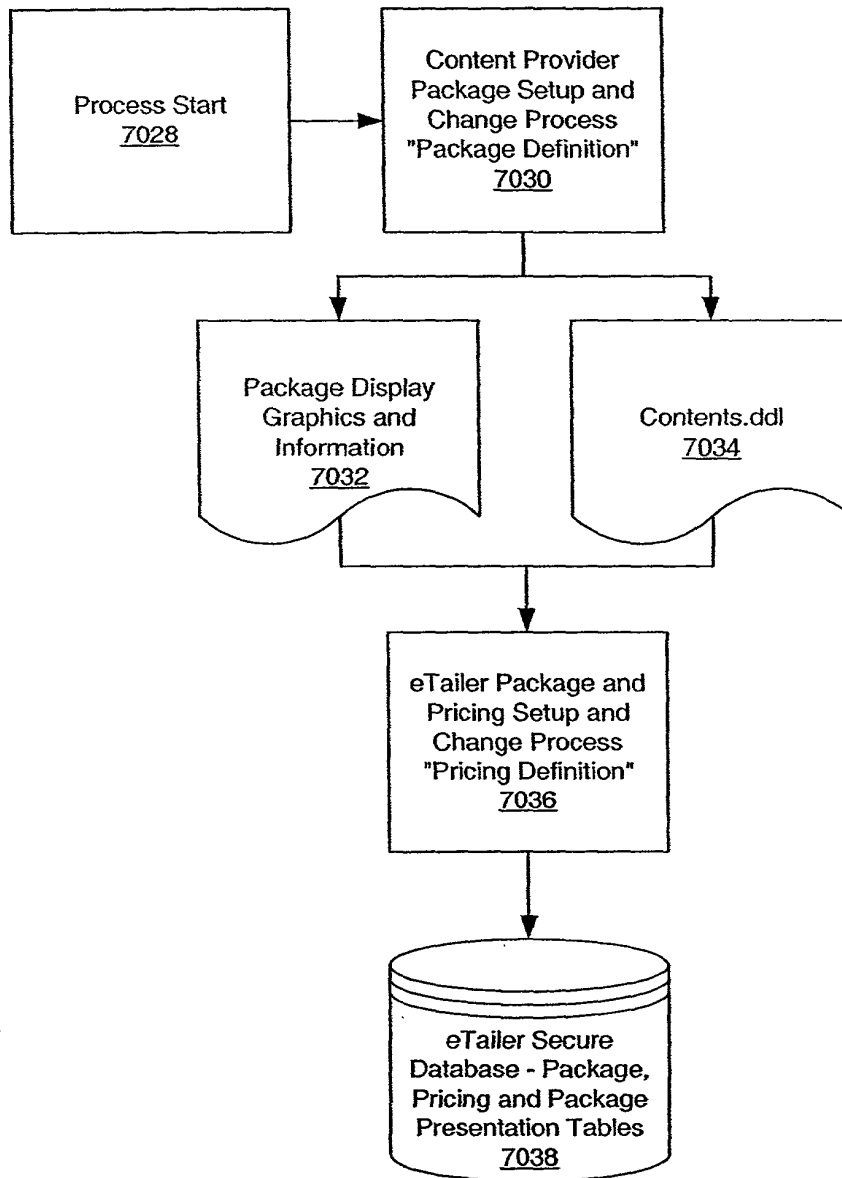 Process Start
7028
Content Provider
Package Setup and
Change Process
"Package Definition"
7030
Package Display
Graphics and
Information
7032
Contents.ddl
7034
eTailer Package and
Pricing Setup and
Change Process
"Pricing Definition"
7036
eTailer Secure
Database - Package,
Pricing and Package
Presentation Tables
7038